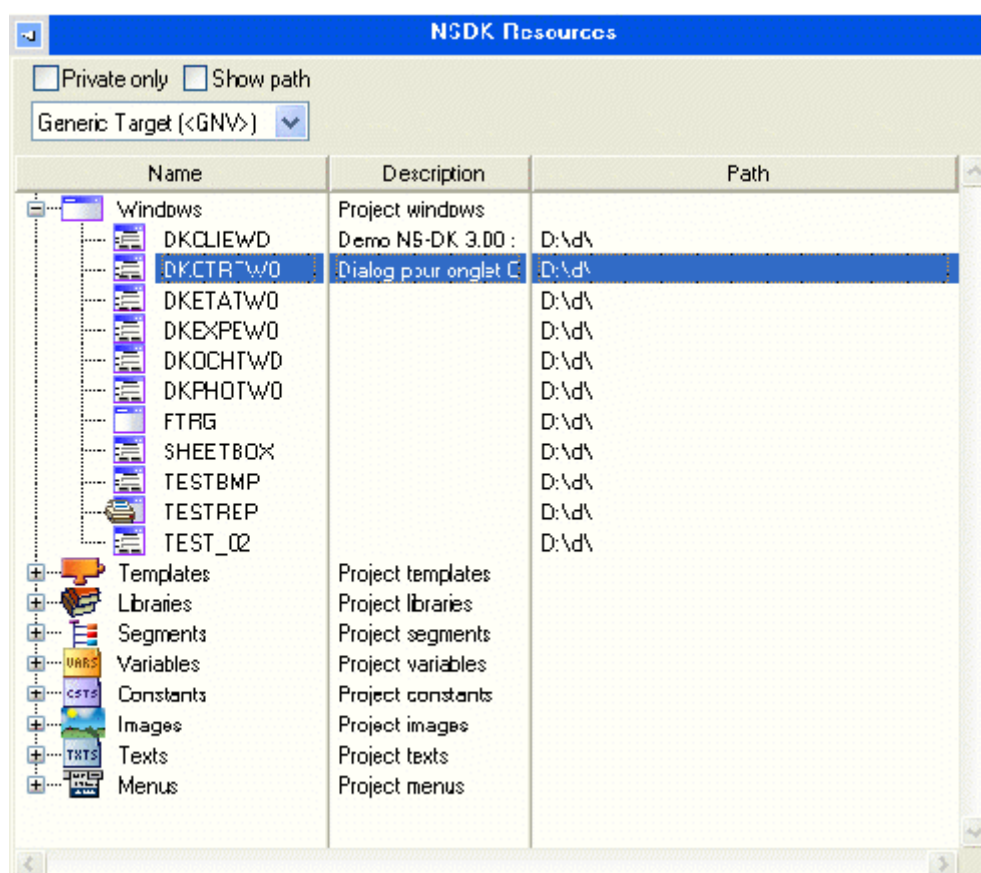 NSDK Resources
Private only Show path
Generic Target (<GNV>)
Name Description Path
Windows Project windows
DKCLIEWD Demo NS-DK 3.00 : D:\d\
Dialog pour onglet C D:\d\
DKETATW0 D:\d\
DKEXPEW0 D:\d\
D:\d\
DKPHOTW0 D:\d\
FTRG D:\d\
SHEETBOX D:\d\
TESTBMP D:\d\
TESTREP D:\d\
TEST_02 D:\d\
Templates Project templates
Libraries Project libraries
Segments Project segments
VARS Variables Project variables
CSTS Constants Project constants
Images Project images
TXTS Texts Project texts
Menus Project menus